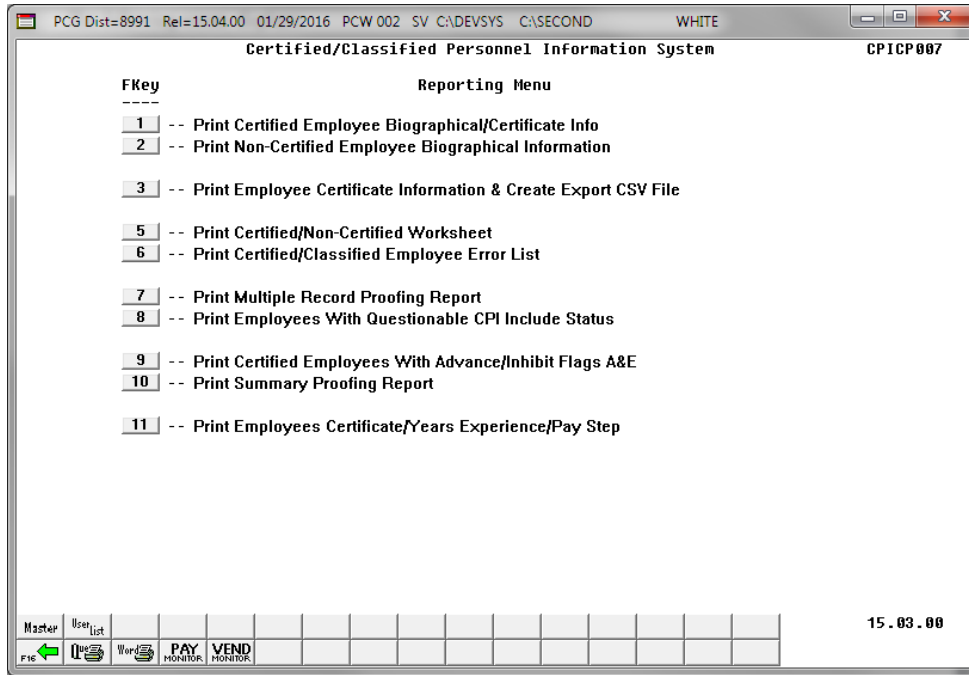 PCG Dist=8991 Rel=15.04.00 01/29/2016 PCW 002 SV C:\DEVSYS C:\SECOND WHITE
Certified/Classified Personnel Information System CPICP007
FKey Reporting Menu
----
1 -- Print Certified Employee Biographical/Certificate Info
2 -- Print Non-Certified Employee Biographical Information
3 -- Print Employee Certificate Information & Create Export CSV File
5 -- Print Certified/Non-Certified Worksheet
6 -- Print Certified/Classified Employee Error List
7 -- Print Multiple Record Proofing Report
8 -- Print Employees With Questionable CPI Include Status
9 -- Print Certified Employees With Advance/Inhibit Flags A&E
10 -- Print Summary Proofing Report
11 -- Print Employees Certificate/Years Experience/Pay Step
Master User List 15.03.00
F16 Que Word PAY MONITOR VEND MONITOR